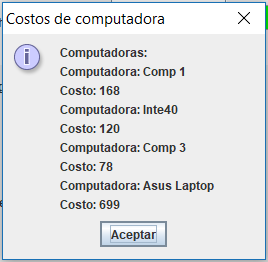 Costos de computadora
Computadoras:
Computadora: Comp 1
Costo: 168
Computadora: Inte40
Costo: 120
Computadora: Comp 3
Costo: 78
Computadora: Asus Laptop
Costo: 699
Aceptar